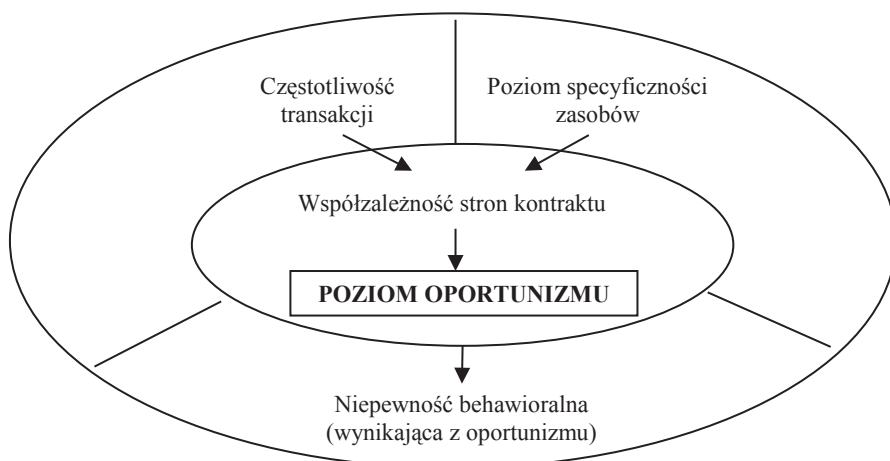 Częstotliwość
transakcji
Poziom specyficzności
zasobów
Współzależność stron kontraktu
POZIOM OPORTUNIZMU
Niepewność behawioralna
(wynikająca z oportunizmu)